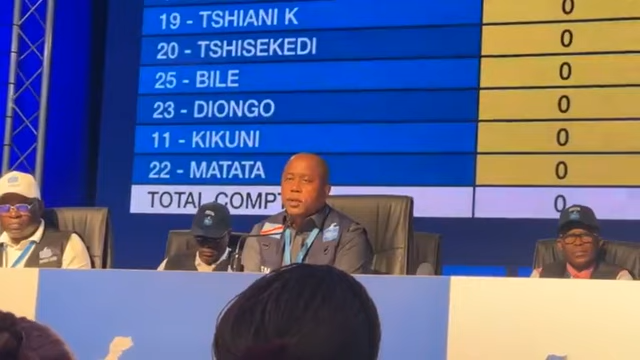 19 - TSHIANI K 0
20 - TSHISEKEDI 0
25 - BILE 0
23 - DIONGO 0
11 - KIKUNI 0
22 - MATATA 0
TOTAL COMPT 0